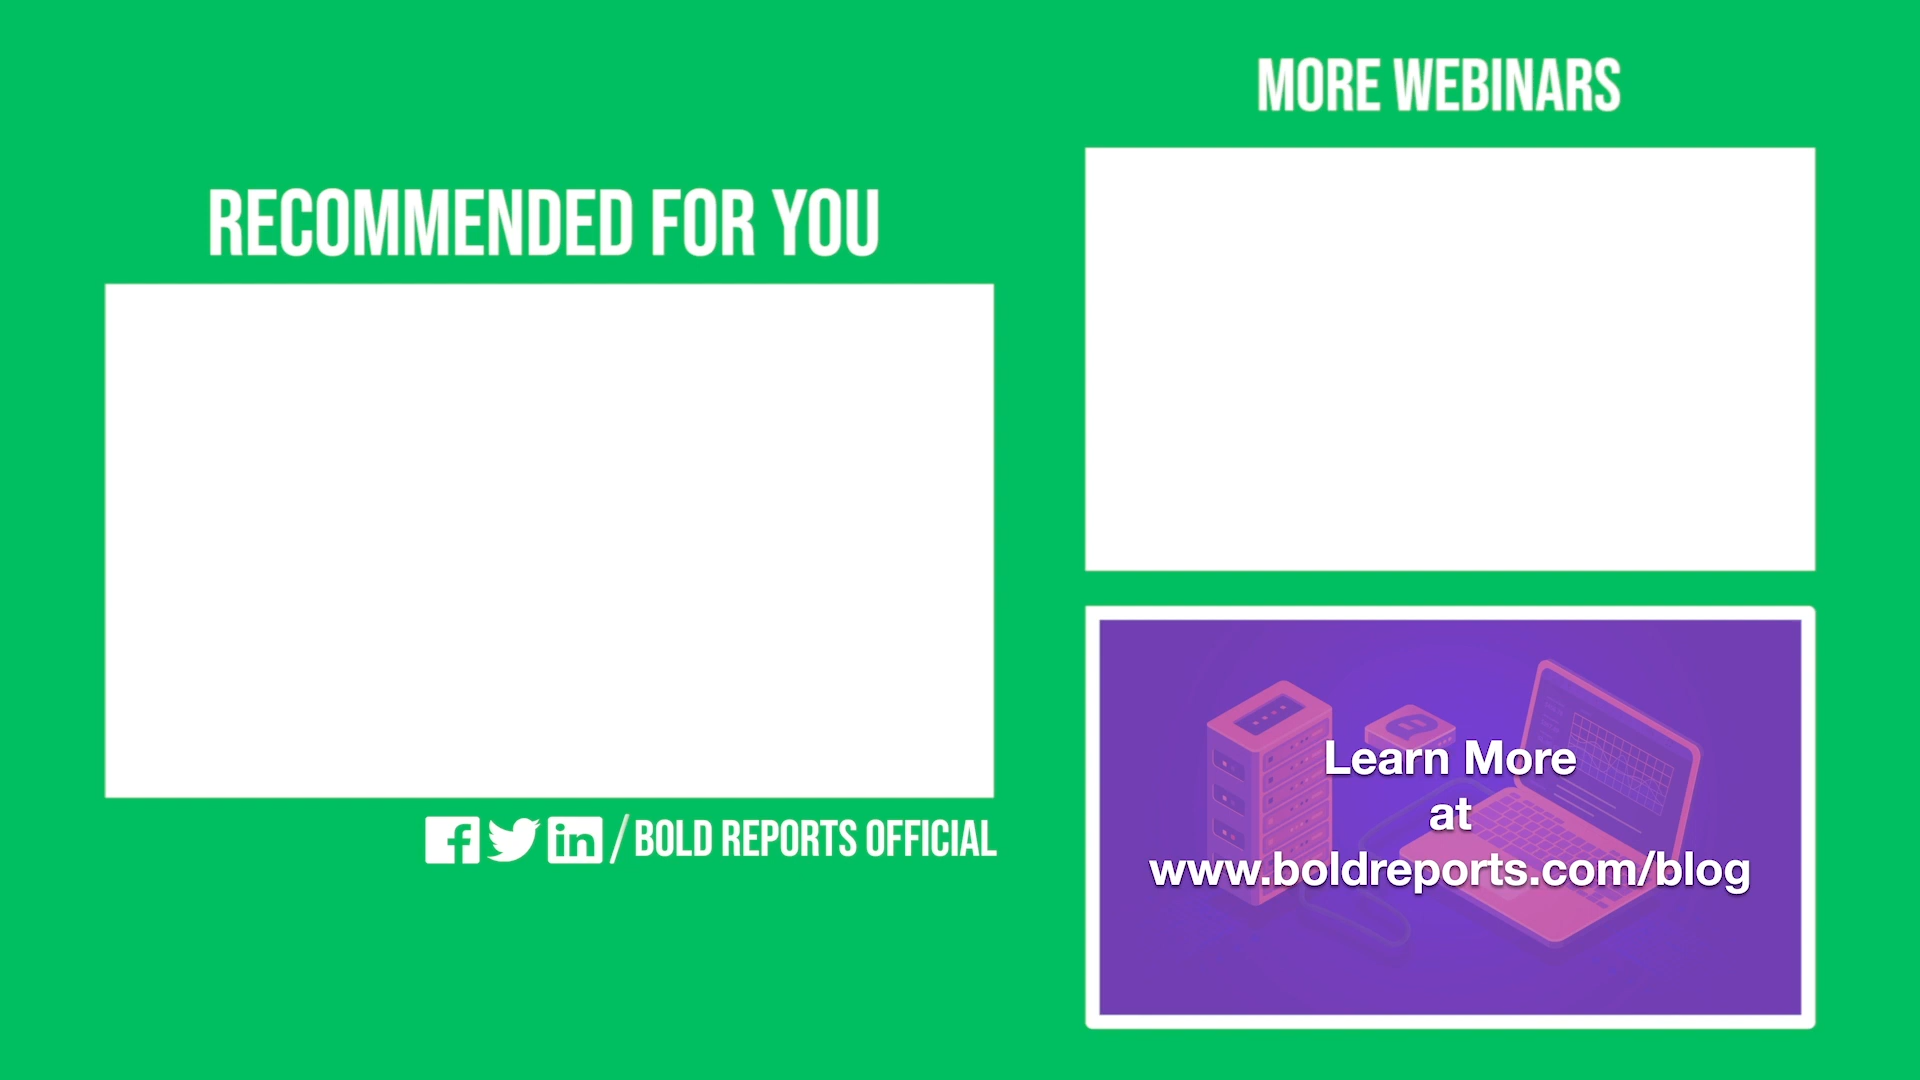 RECOMMENDED FOR YOU
/BOLD REPORTS OFFICIAL
MORE WEBINARS
Learn More
at
www.boldreports.com/blog